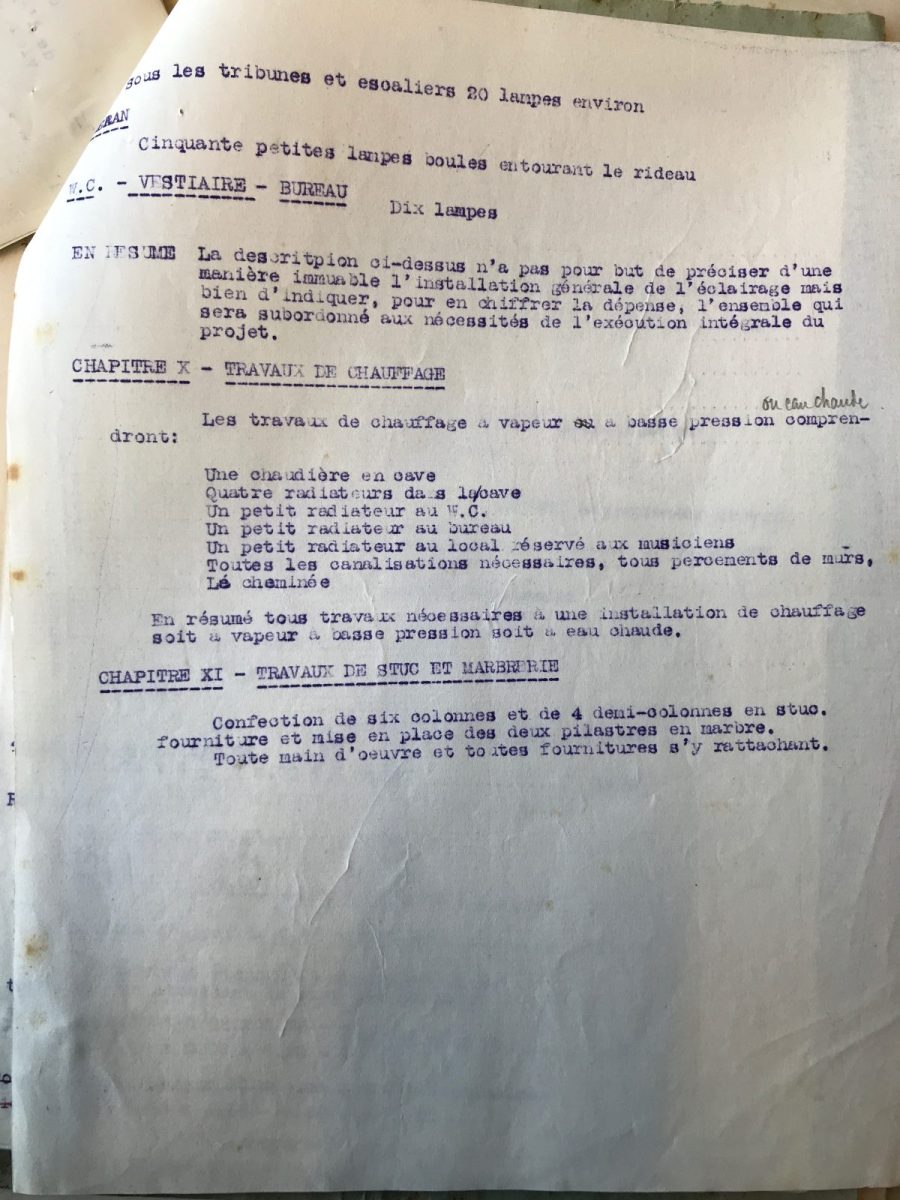 sous les tribunes et escaliers 20 lampes environ
Cinquante petites lampes boules entourant le rideau
W.C. - VESTIAIRE - BUREAU
Dix lampes
EN RESUME La descritpion ci-dessus n'a pas pour but de préciser d'une
manière immuable l'installation générale de l'éclairage mais
bien d'indiquer, pour en chiffrer la dépense, l'ensemble qui
sera subordonné aux nécessités de l'exécution intégrale du
projet.
CHAPITRE X - TRAVAUX DE CHAUFFAGE
ou eau chaude
Les travaux de chauffage à vapeur ou à basse pression compren-
dront:
Une chaudière en cave
Quatre radiateurs dans la/cave
Un petit radiateur au W.C.
Un petit radiateur au bureau
Un petit radiateur au local réservé aux musiciens
Toutes les canalisations nécessaires, tous percements de murs,
Lé cheminée
En résumé tous travaux nécessaires à une installation de chauffage
soit à vapeur à basse pression soit à eau chaude.
CHAPITRE XI - TRAVAUX DE STUC ET MARBRERIE
Confection de six colonnes et de 4 demi-colonnes en stuc.
fourniture et mise en place des deux pilastres en marbre.
Toute main d'oeuvre et toutes fournitures s'y rattachant.